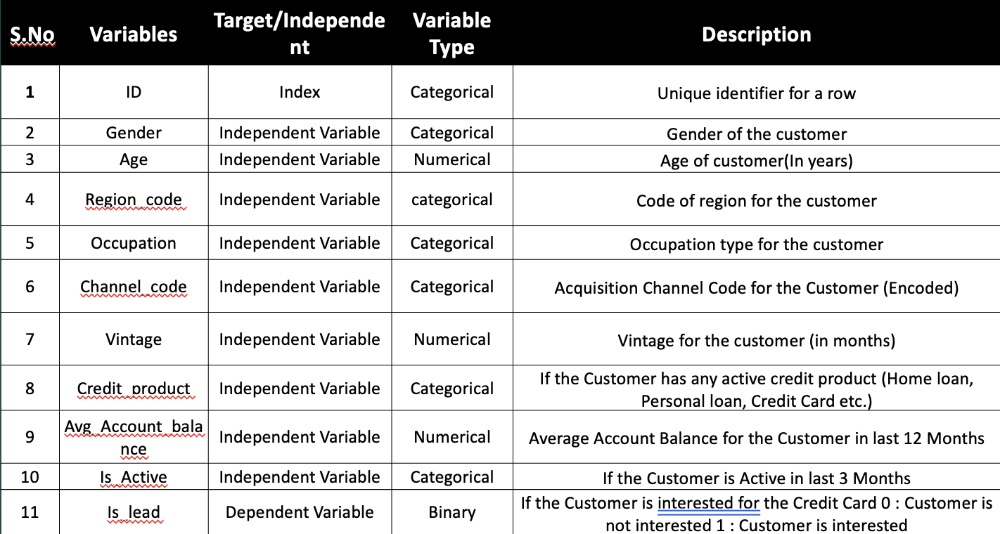 S.No Variables Target/Independe
nt Variable
Type Description
1 ID Index Categorical Unique identifier for a row
2 Gender Independent Variable Categorical Gender of the customer
3 Age Independent Variable Numerical Age of customer(In years)
4 Region_code Independent Variable categorical Code of region for the customer
5 Occupation Independent Variable Categorical Occupation type for the customer
6 Channel_code Independent Variable Categorical Acquisition Channel Code for the Customer (Encoded)
7 Vintage Independent Variable Numerical Vintage for the customer (in months)
8 Credit_product Independent Variable Categorical If the Customer has any active credit product (Home loan,
Personal loan, Credit Card etc.)
9 Avg_Account_bala
nce Independent Variable Numerical Average Account Balance for the Customer in last 12 Months
10 Is_Active Independent Variable Categorical If the Customer is Active in last 3 Months
11 Is_lead Dependent Variable Binary If the Customer is interested for the Credit Card 0 : Customer is
not interested 1 : Customer is interested